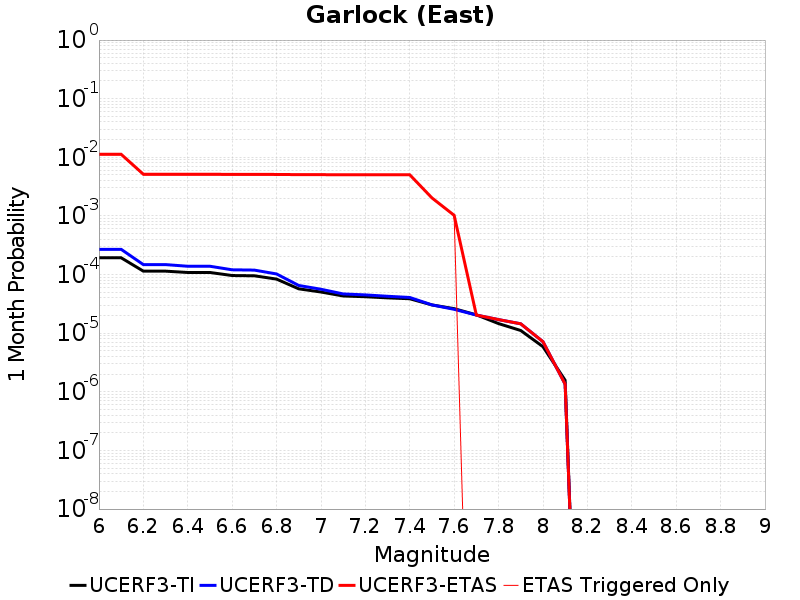 Garlock (East)
1 Month Probability
10^0
10^-1
10^-2
10^-3
10^-4
10^-5
10^-6
10^-7
10^-8
6 6.2 6.4 6.6 6.8 7 7.2 7.4 7.6 7.8 8 8.2 8.4 8.6 8.8 9
Magnitude
UCERF3-TI UCERF3-TD UCERF3-ETAS ETAS Triggered Only